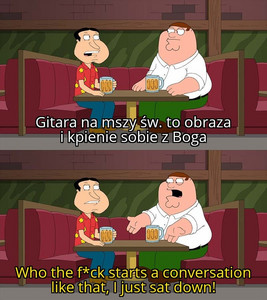 Gitara na mszy św. to obraza
i kpienie sobie z Boga
Who the f*ck starts a conversation
like that, I just sat down!